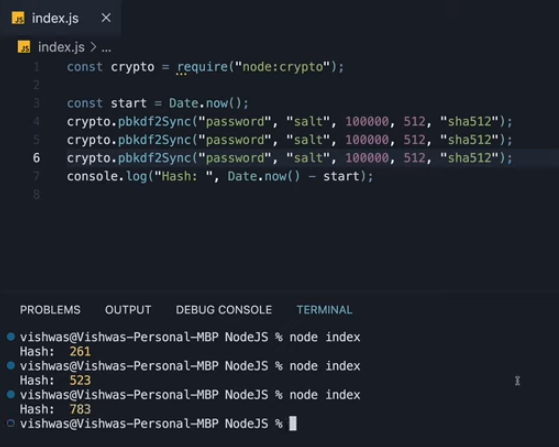 JS index.js ×
JS index.js > ...
1 const crypto = require("node:crypto");
2
3 const start = Date.now();
4 crypto.pbkdf2Sync("password", "salt", 100000, 512, "sha512");
5 crypto.pbkdf2Sync("password", "salt", 100000, 512, "sha512");
6 crypto.pbkdf2Sync("password", "salt", 100000, 512, "sha512");
7 console.log("Hash: ", Date.now() - start);
8
PROBLEMS OUTPUT DEBUG CONSOLE TERMINAL
vishwas@Vishwas-Personal-MBP NodeJS % node index
Hash:  261
vishwas@Vishwas-Personal-MBP NodeJS % node index
Hash:  523
vishwas@Vishwas-Personal-MBP NodeJS % node index
Hash:  783
vishwas@Vishwas-Personal-MBP NodeJS %